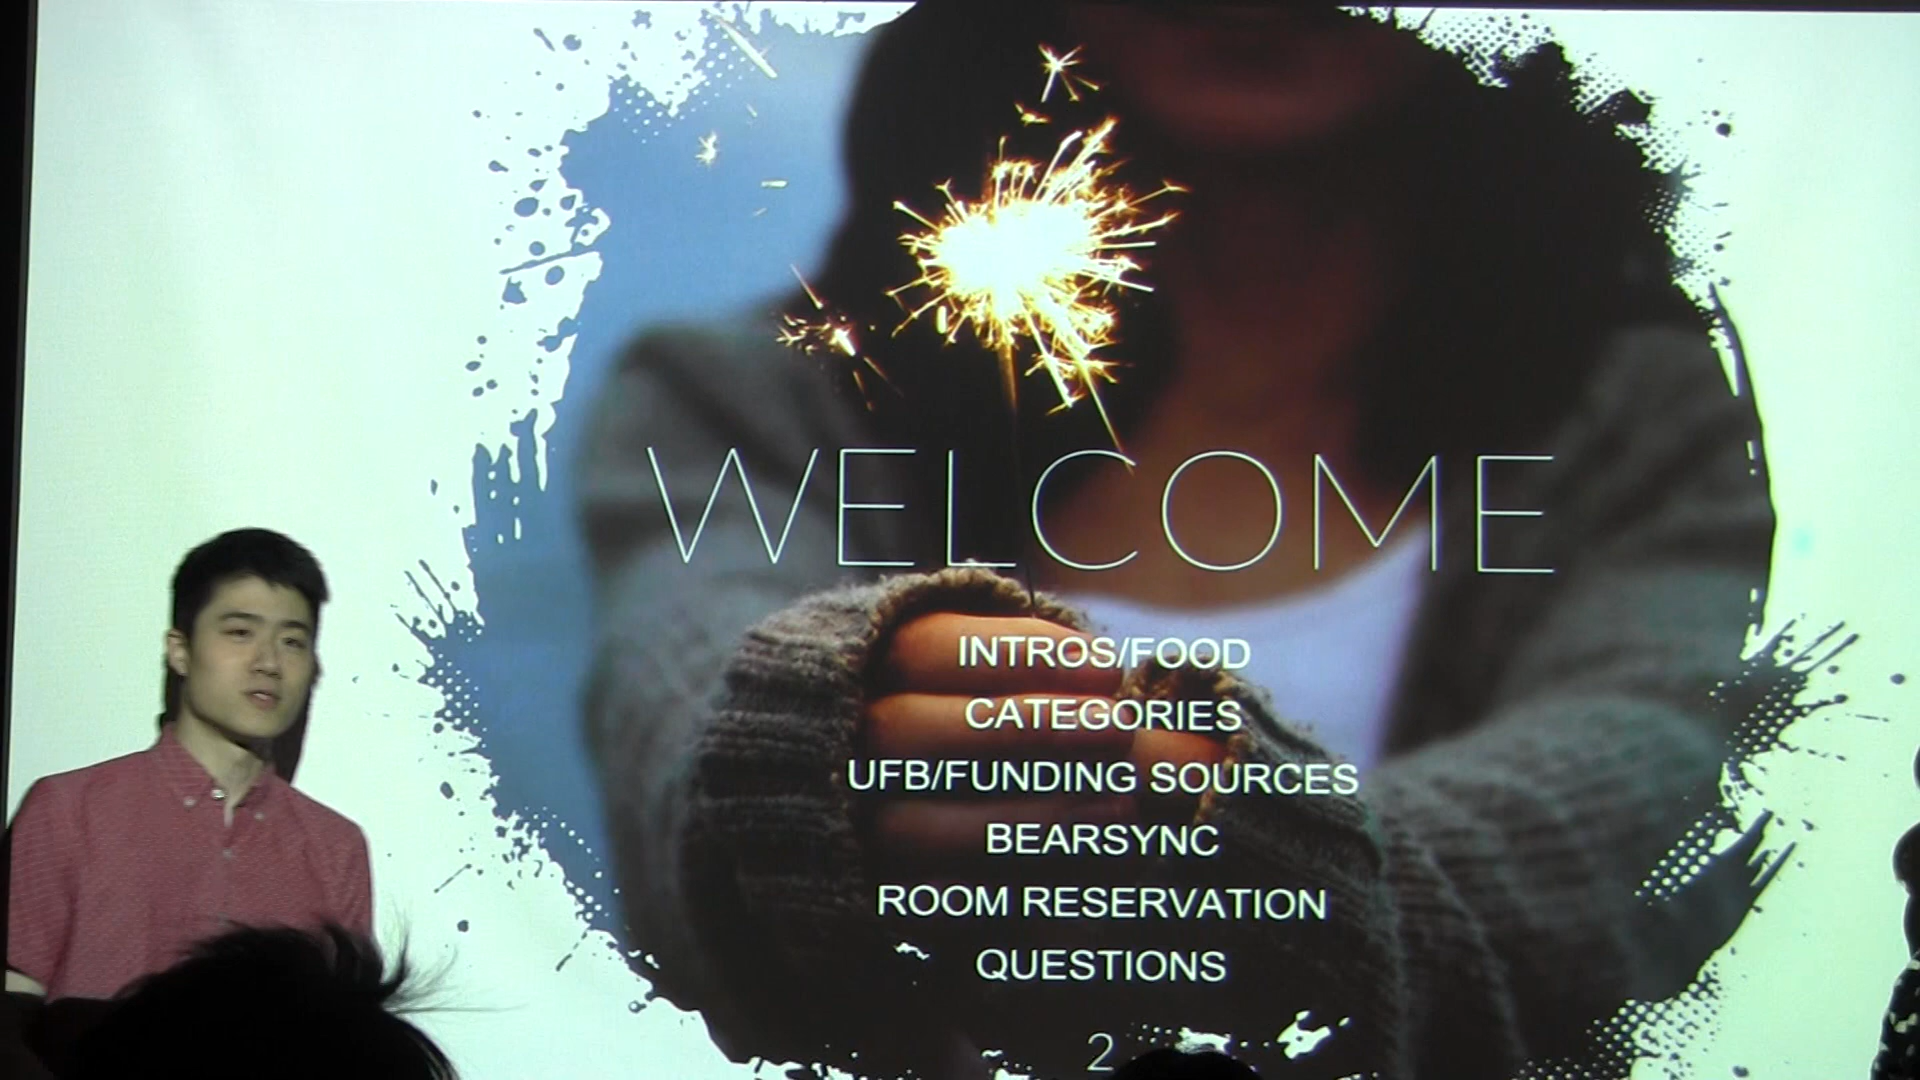 WELCOME
INTROS/FOOD
CATEGORIES
UFB/FUNDING SOURCES
BEARSYNC
ROOM RESERVATION
QUESTIONS
2